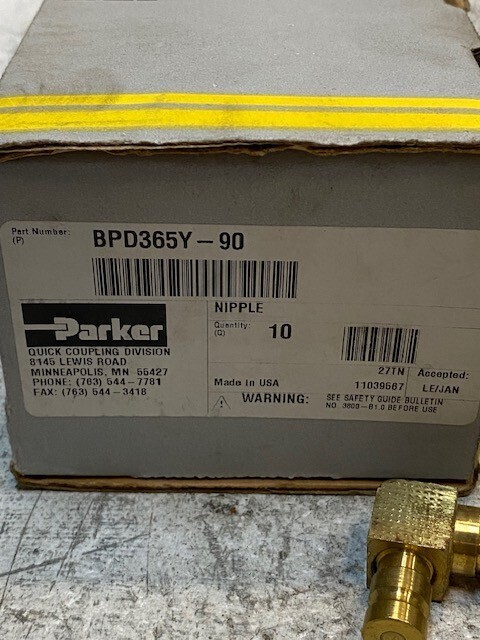 Part Number:
(P)
BPD365Y-90
NIPPLE
Quantity:
(Q)
10
Parker
QUICK COUPLING DIVISION
8145 LEWIS ROAD
MINNEAPOLIS, MN 55427
PHONE: (763) 544-7781
FAX: (763) 544-3418
27TN
Accepted:
Made in USA
11039567
LE/JAN
WARNING:
SEE SAFETY GUIDE BULLETIN
NO. 3800-B1.0 BEFORE USE